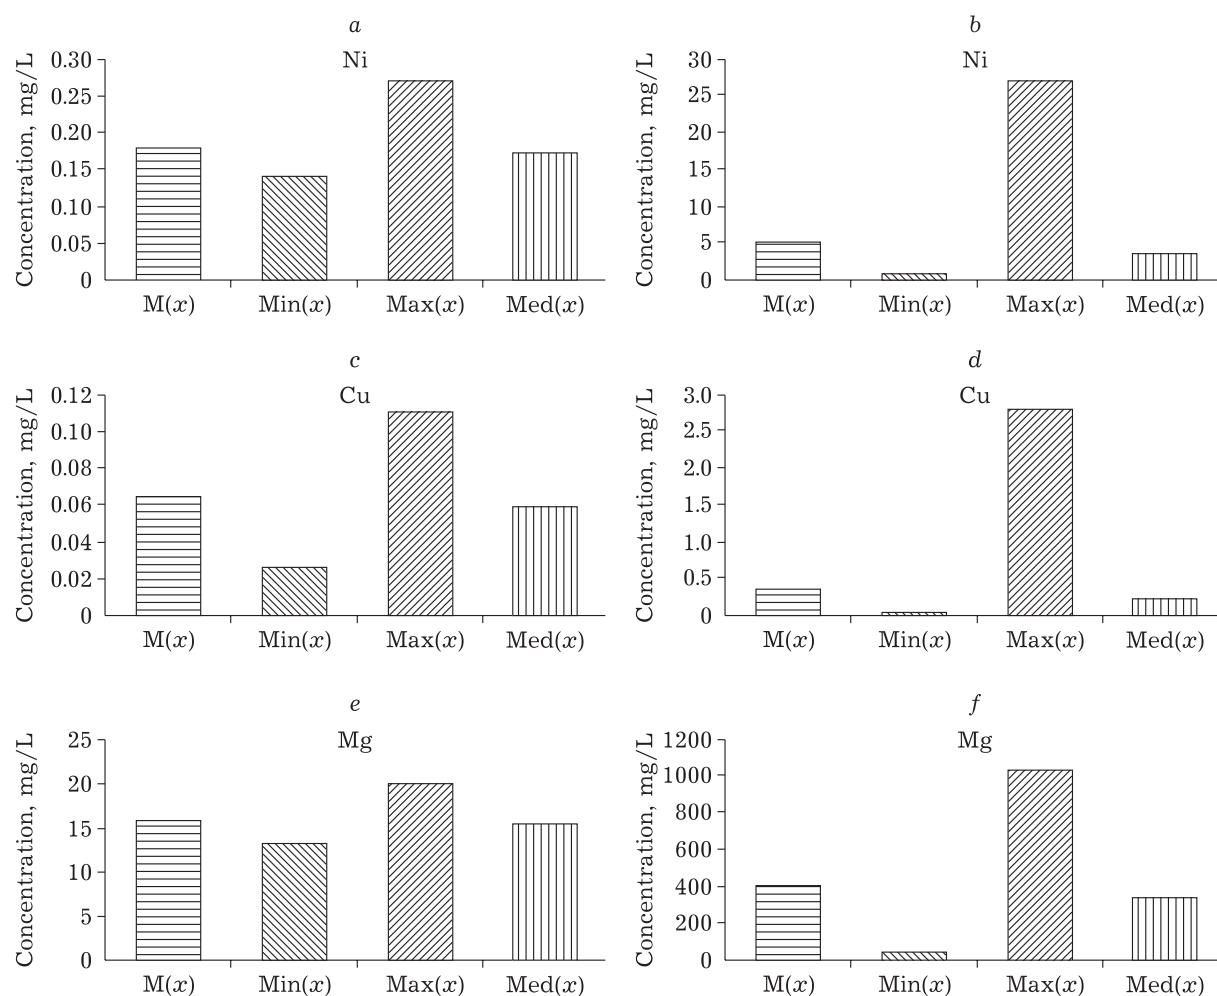 a
Ni
Concentration, mg/L
0.30
0.25
0.20
0.15
0.10
0.05
0
M(x) Min(x) Max(x) Med(x)
b
Ni
Concentration, mg/L
30
25
20
15
10
5
0
M(x) Min(x) Max(x) Med(x)
c
Cu
Concentration, mg/L
0.12
0.10
0.08
0.06
0.04
0.02
0
M(x) Min(x) Max(x) Med(x)
d
Cu
Concentration, mg/L
3.0
2.5
2.0
1.5
1.0
0.5
0
M(x) Min(x) Max(x) Med(x)
e
Mg
Concentration, mg/L
25
20
15
10
5
0
M(x) Min(x) Max(x) Med(x)
f
Mg
Concentration, mg/L
1200
1000
800
600
400
200
0
M(x) Min(x) Max(x) Med(x)